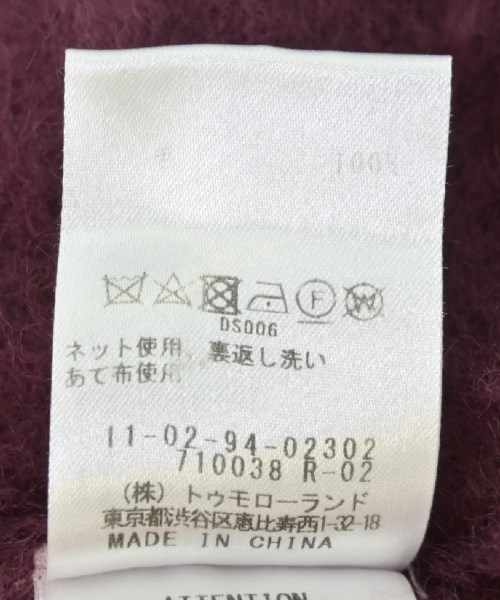 DS006
ネット使用、裏返し洗い
あて布使用
11-02-94-02302
710038 R-02
(株)トゥモローランド
東京都渋谷区恵比寿西1-32-18
MADE IN CHINA
ATTENTION